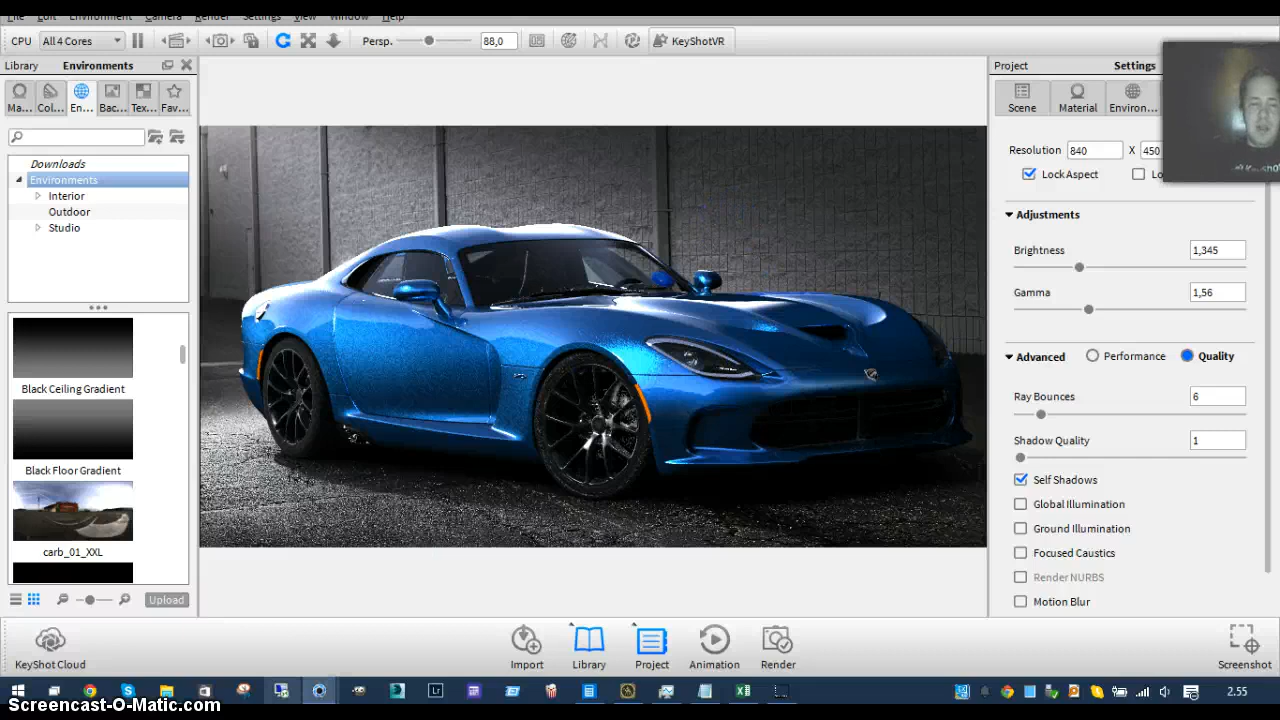 File Edit Environment Camera Render Settings View Window Help
CPU All 4 Cores Persp. 88,0 KeyShotVR
Library Environments
Ma... Col... En... Bac... Tex... Fav...
Downloads
Environments
Interior
Outdoor
Studio
Black Ceiling Gradient
Black Floor Gradient
carb_01_XXL
Upload
Project Settings
Scene Material Environ...
Resolution 840 X 450
Lock Aspect Lo
Adjustments
Brightness 1,345
Gamma 1,56
Advanced Performance Quality
Ray Bounces 6
Shadow Quality 1
Self Shadows
Global Illumination
Ground Illumination
Focused Caustics
Render NURBS
Motion Blur
KeyShot Cloud Import Library Project Animation Render Screenshot
2.55
Screencast-O-Matic.com